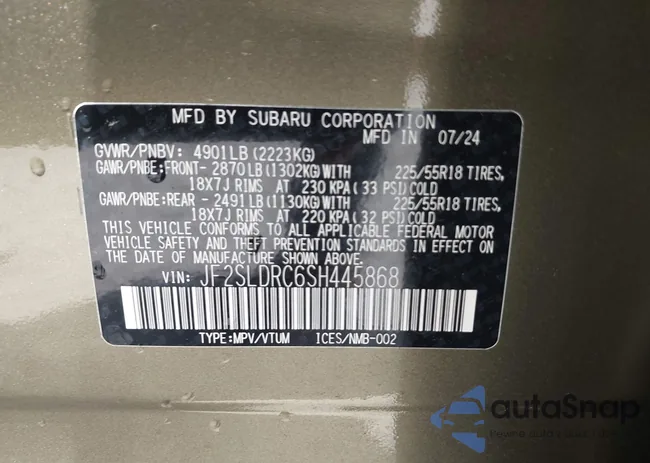 MFD BY SUBARU CORPORATION
MFD IN 07/24
GVWR/PNBV: 4901LB(2223KG)
GAWR/PNBE:FRONT- 2870LB(1302KG)WITH 225/55R18 TIRES,
18X7J RIMS AT 230 KPA(33 PSI)COLD
GAWR/PNBE:REAR - 2491LB(1130KG)WITH 225/55R18 TIRES,
18X7J RIMS AT 220 KPA(32 PSI)COLD
THIS VEHICLE CONFORMS TO ALL APPLICABLE FEDERAL MOTOR
VEHICLE SAFETY AND THEFT PREVENTION STANDARDS IN EFFECT ON
THE DATE OF MANUFACTURE SHOWN ABOVE.
VIN: JF2SLDRC6SH445868
TYPE:MPV/VTUM ICES/NMB-002
autoSnap